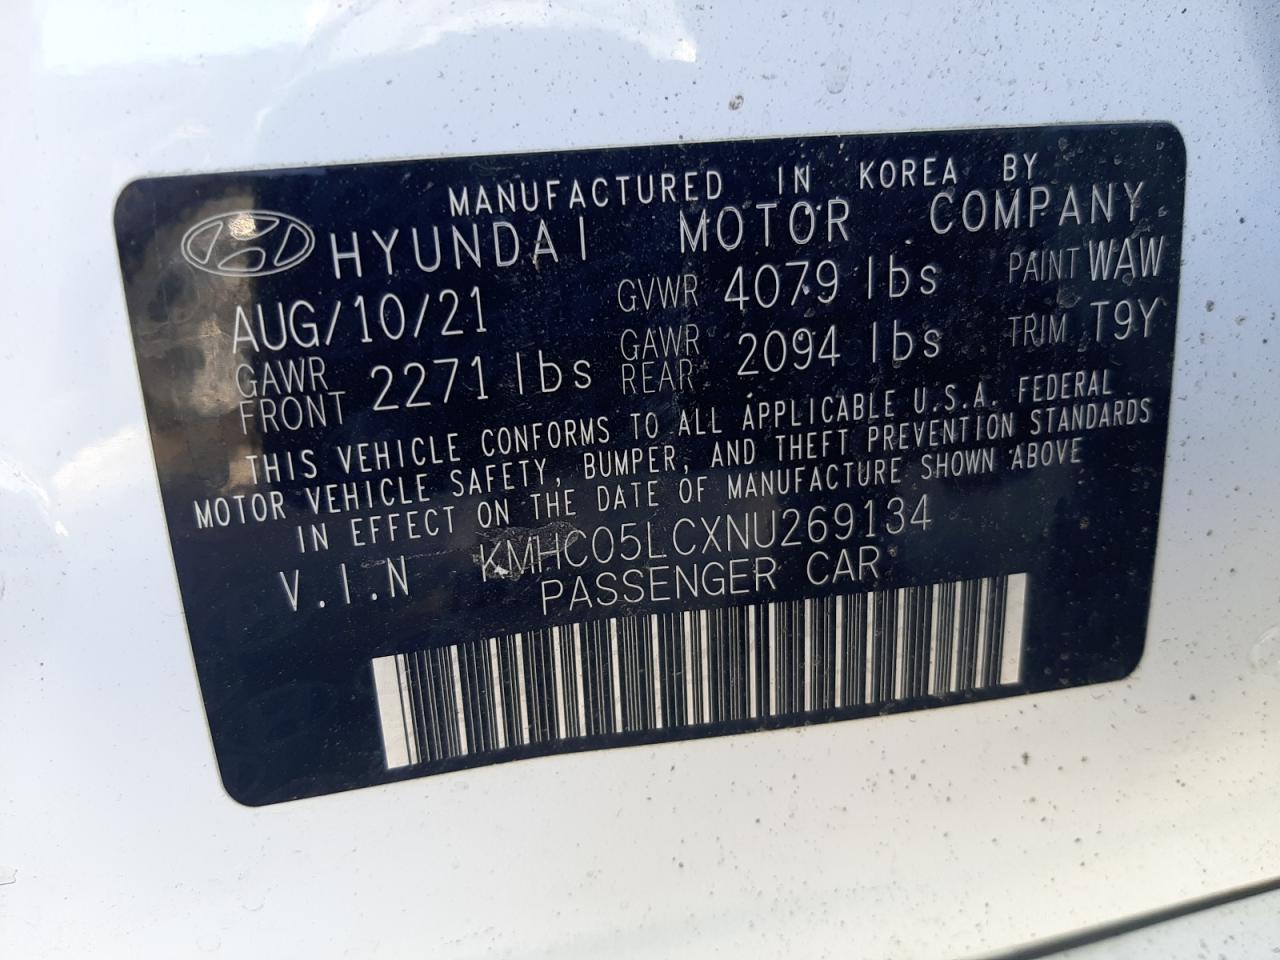 MANUFACTURED IN KOREA BY
HYUNDAI MOTOR COMPANY
AUG/10/21 GVWR 4079 lbs PAINT WAW
GAWR FRONT 2271 lbs GAWR REAR 2094 lbs TRIM T9Y
THIS VEHICLE CONFORMS TO ALL APPLICABLE U.S.A. FEDERAL
MOTOR VEHICLE SAFETY, BUMPER, AND THEFT PREVENTION STANDARDS
IN EFFECT ON THE DATE OF MANUFACTURE SHOWN ABOVE
V.I.N KMHC05LCXNU269134
PASSENGER CAR